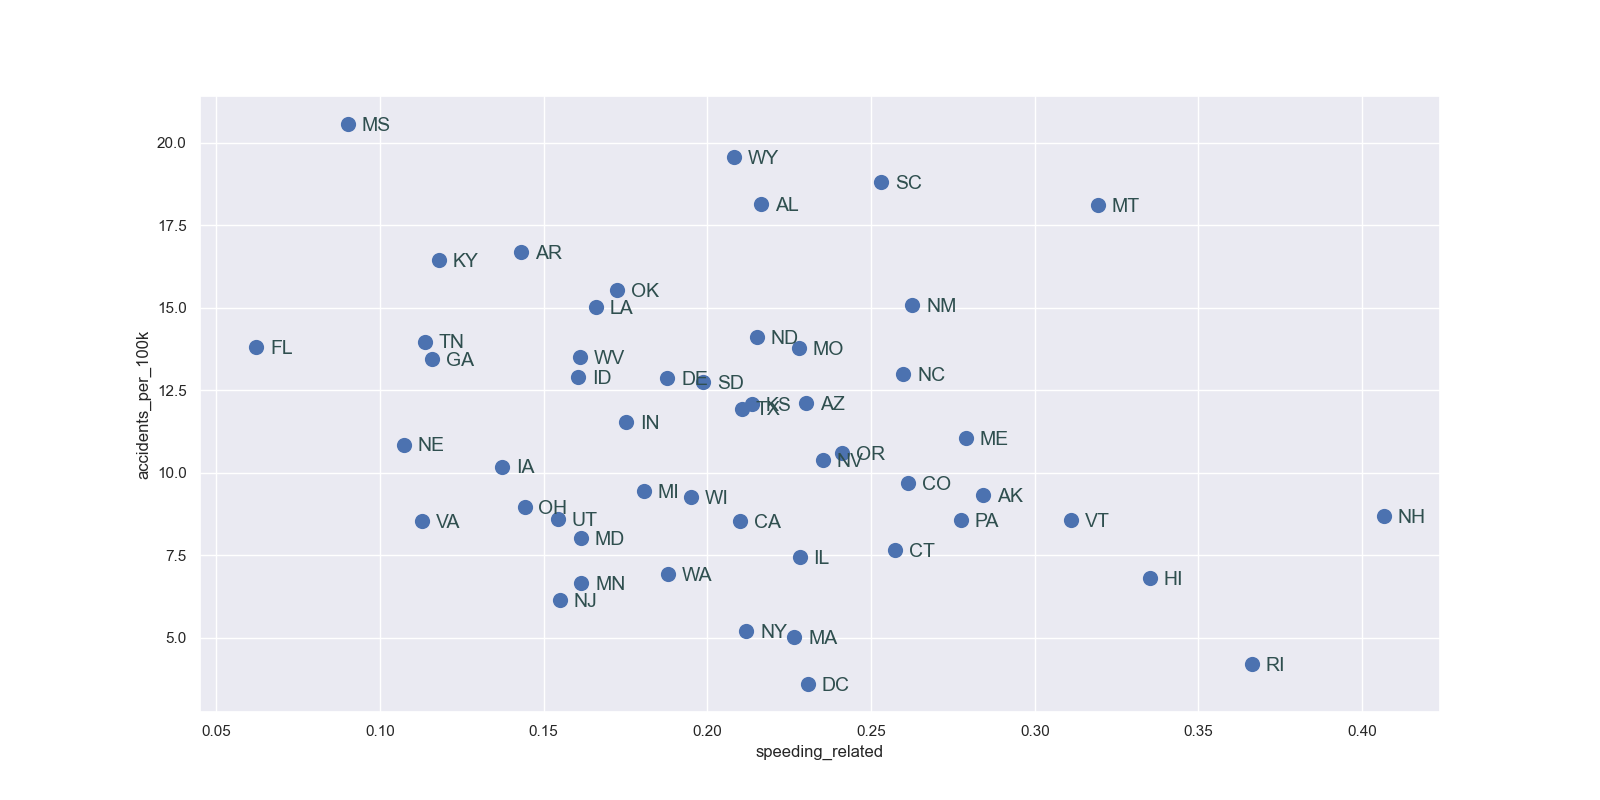 MS
20.0
WY
SC
AL
MT
17.5
AR
KY
OK
15.0
LA
NM
ND
TN
FL
MO
GA
WV
NC
ID
DE
SD
12.5
KS
AZ
TX
accidents_per_100k
IN
ME
NE
OR
NV
IA
10.0
CO
MI
AK
WI
OH
NH
UT
VA
CA
PA
VT
MD
7.5
IL
CT
WA
HI
MN
NJ
5.0
NY
MA
RI
DC
0.05 0.10 0.15 0.20 0.25 0.30 0.35 0.40
speeding_related